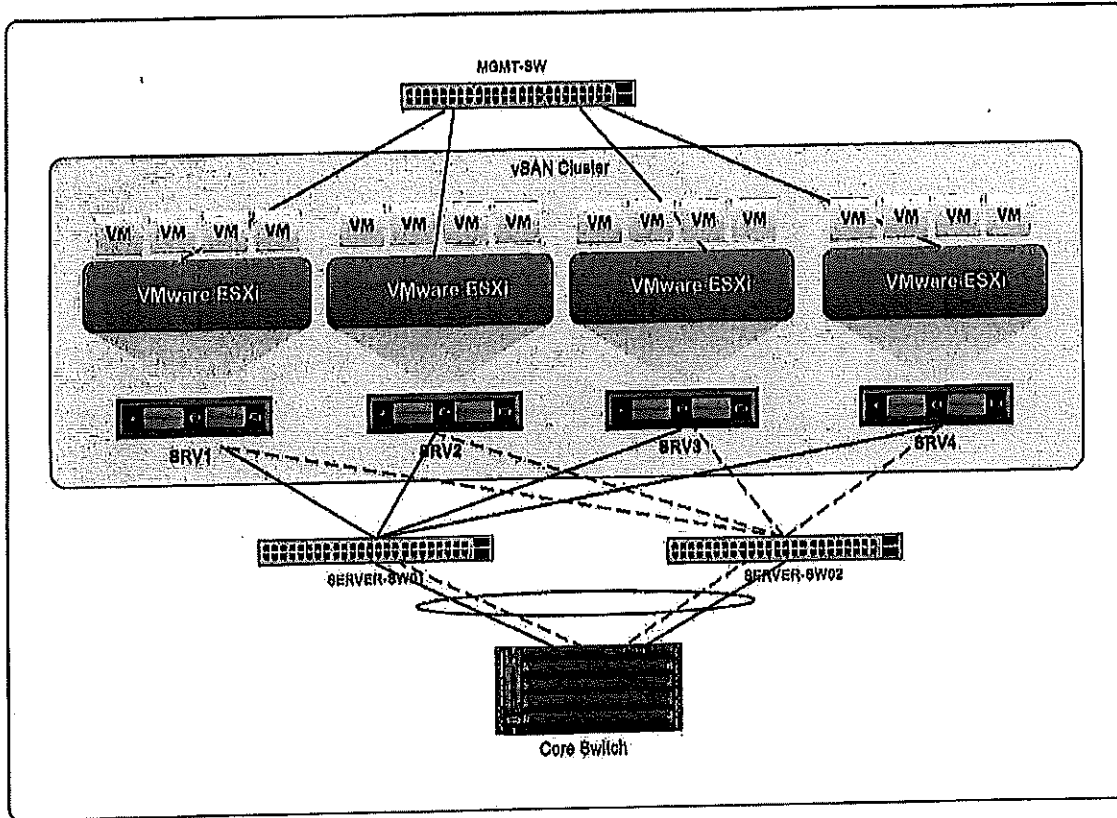 MGMT-SW
vSAN Cluster
VM VM VM VM VM VM VM VM VM VM VM VM VM VM VM VM
VMware ESXi VMware ESXi VMware ESXi VMware ESXi
SRV1 SRV2 SRV3 SRV4
SERVER-SW01 SERVER-SW02
Core Switch